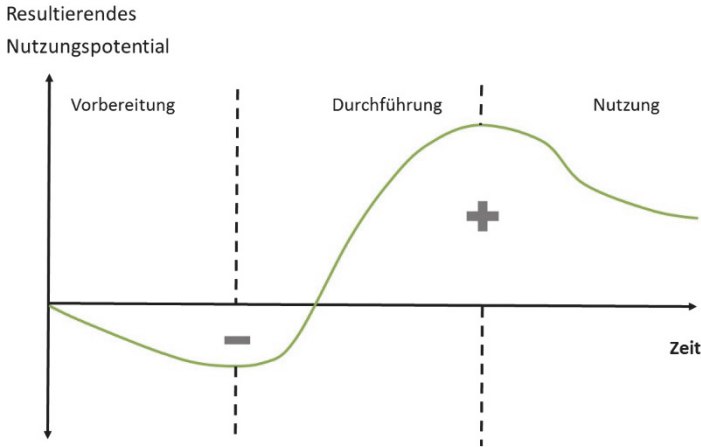 Resultierendes
Nutzungspotential
Vorbereitung
Durchführung
Nutzung
Zeit